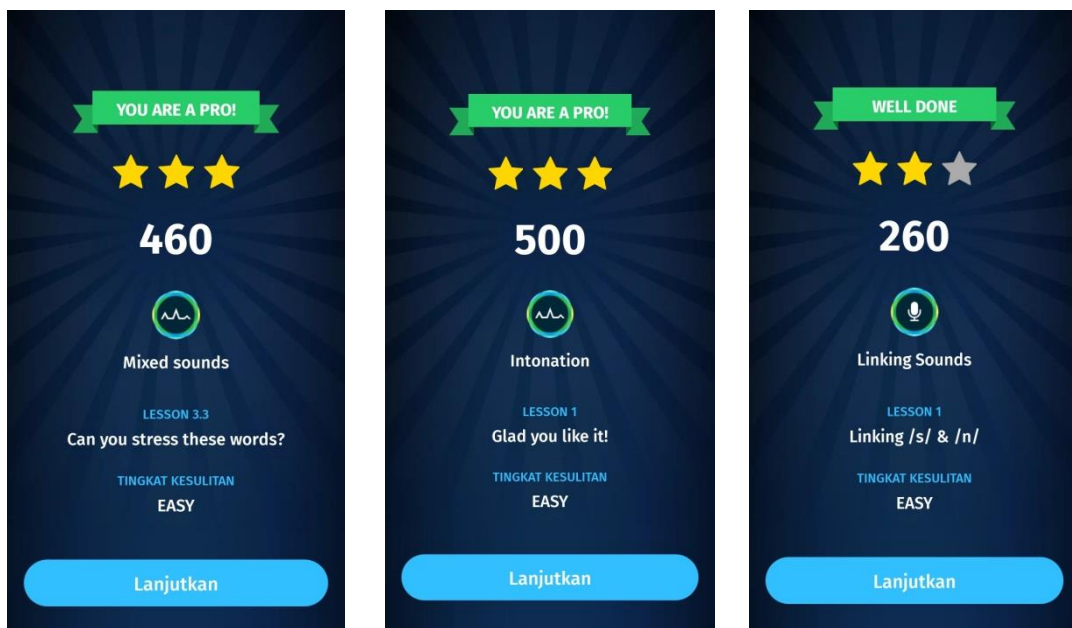 YOU ARE A PRO!
460
Mixed sounds
LESSON 3.3
Can you stress these words?
TINGKAT KESULITAN
EASY
Lanjutkan
YOU ARE A PRO!
500
Intonation
LESSON 1
Glad you like it!
TINGKAT KESULITAN
EASY
Lanjutkan
WELL DONE
260
Linking Sounds
LESSON 1
Linking /s/ & /n/
TINGKAT KESULITAN
EASY
Lanjutkan